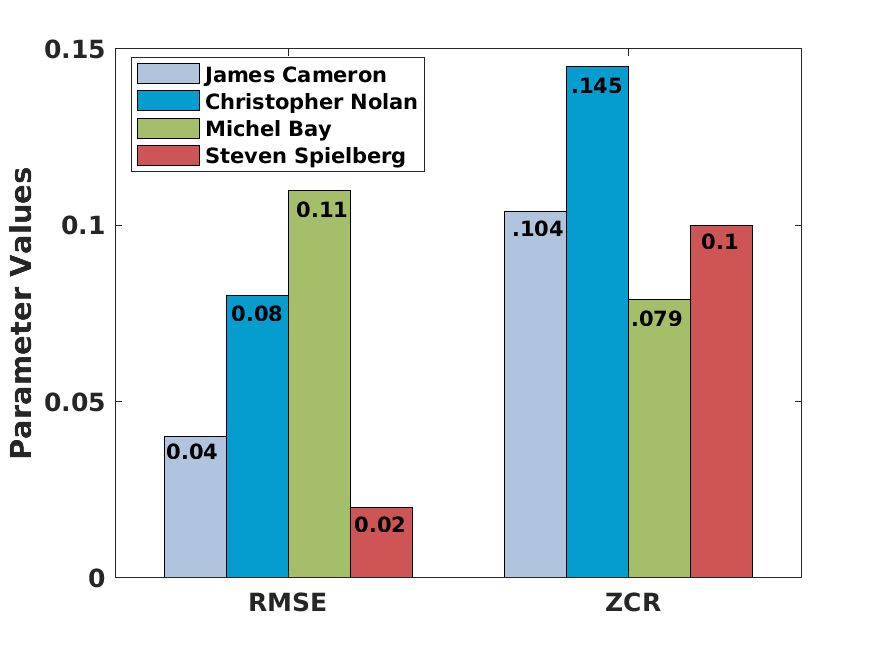 0.15
James Cameron
Christopher Nolan
Michel Bay
Steven Spielberg
.145
0.11
.104
0.1
0.1
0.08
.079
0.05
0.04
0.02
0
RMSE
ZCR
Parameter Values